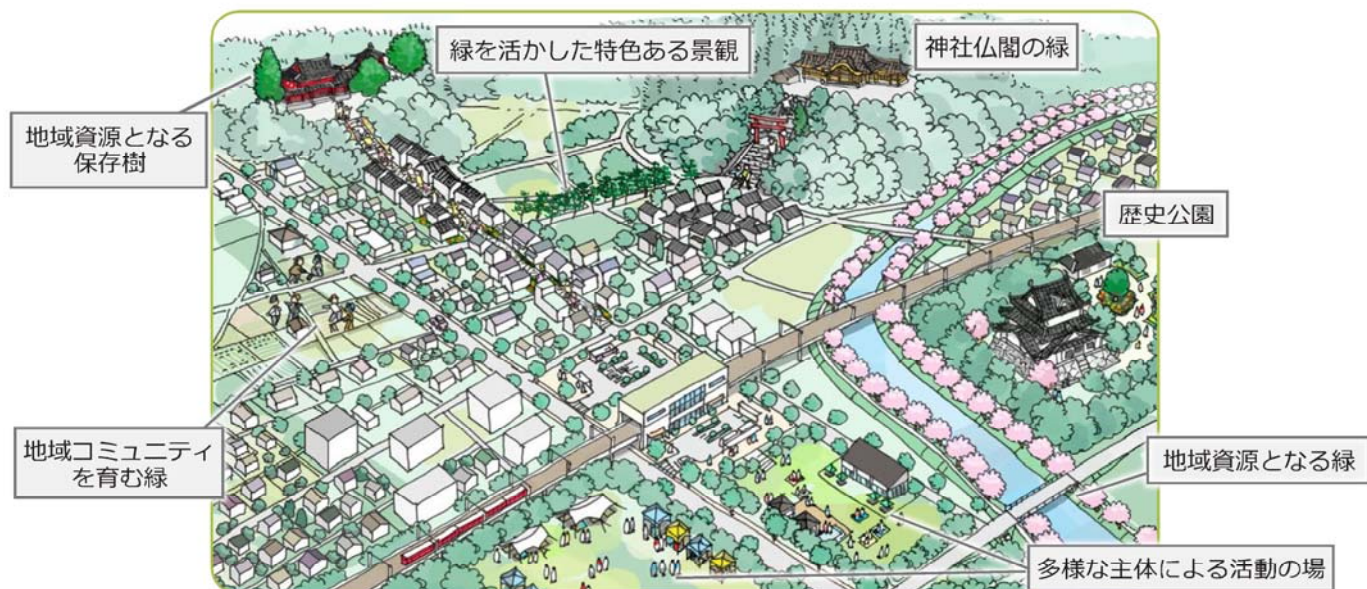 緑を活かした特色ある景観
神社仏閣の緑
地域資源となる
保存樹
歴史公園
地域コミュニティ
を育む緑
地域資源となる緑
多様な主体による活動の場